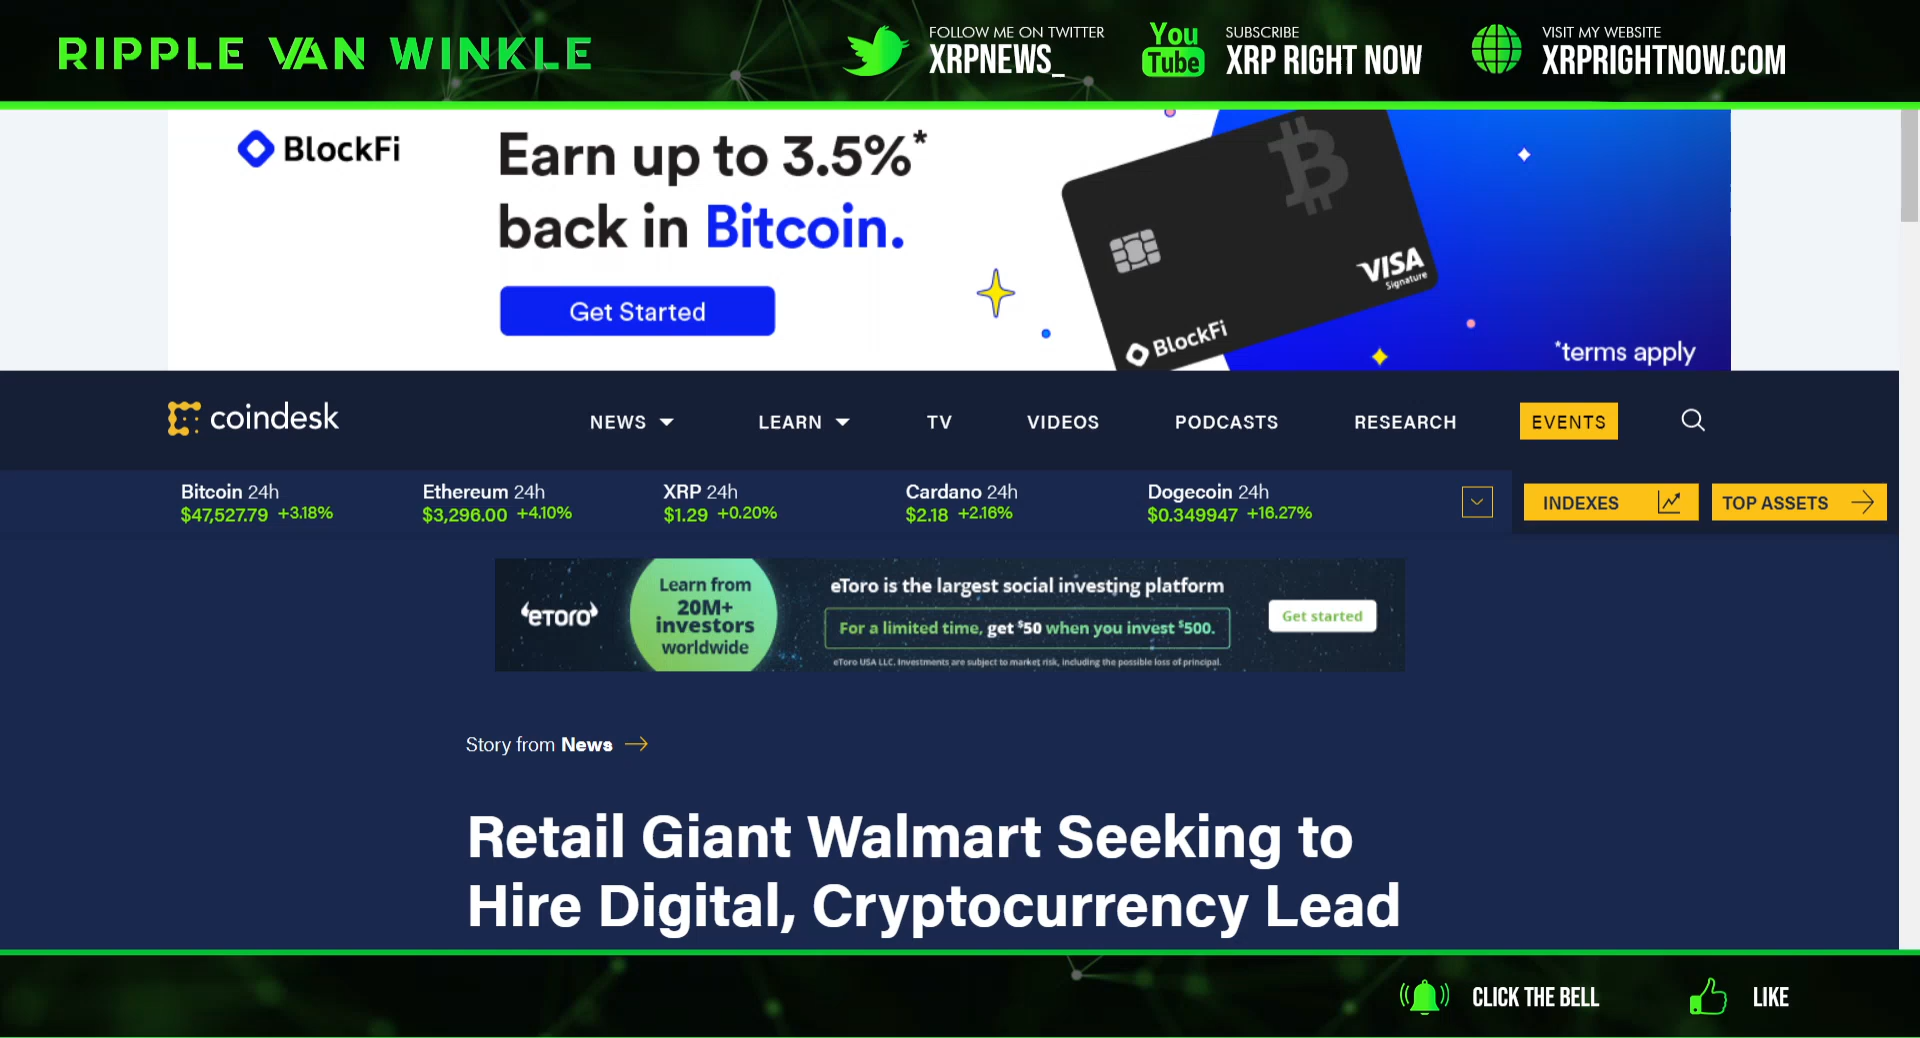 RIPPLE VAN WINKLE
FOLLOW ME ON TWITTER
XRPNEWS_
You
Tube
SUBSCRIBE
XRP RIGHT NOW
VISIT MY WEBSITE
XRPRIGHTNOW.COM
BlockFi
Earn up to 3.5%*
back in Bitcoin.
Get Started
VISA
Signature
BlockFi
*terms apply
coindesk
NEWS
LEARN
TV
VIDEOS
PODCASTS
RESEARCH
EVENTS
Bitcoin 24h
$47,527.79 +3.18%
Ethereum 24h
$3,296.00 +4.10%
XRP 24h
$1.29 +0.20%
Cardano 24h
$2.18 +2.16%
Dogecoin 24h
$0.349947 +16.27%
INDEXES
TOP ASSETS
eToro
Learn from
20M+
investors
worldwide
eToro is the largest social investing platform
For a limited time, get $50 when you invest $500.
eToro USA LLC. Investments are subject to market risk, including the possible loss of principal.
Get started
Story from News
Retail Giant Walmart Seeking to
Hire Digital, Cryptocurrency Lead
CLICK THE BELL
LIKE